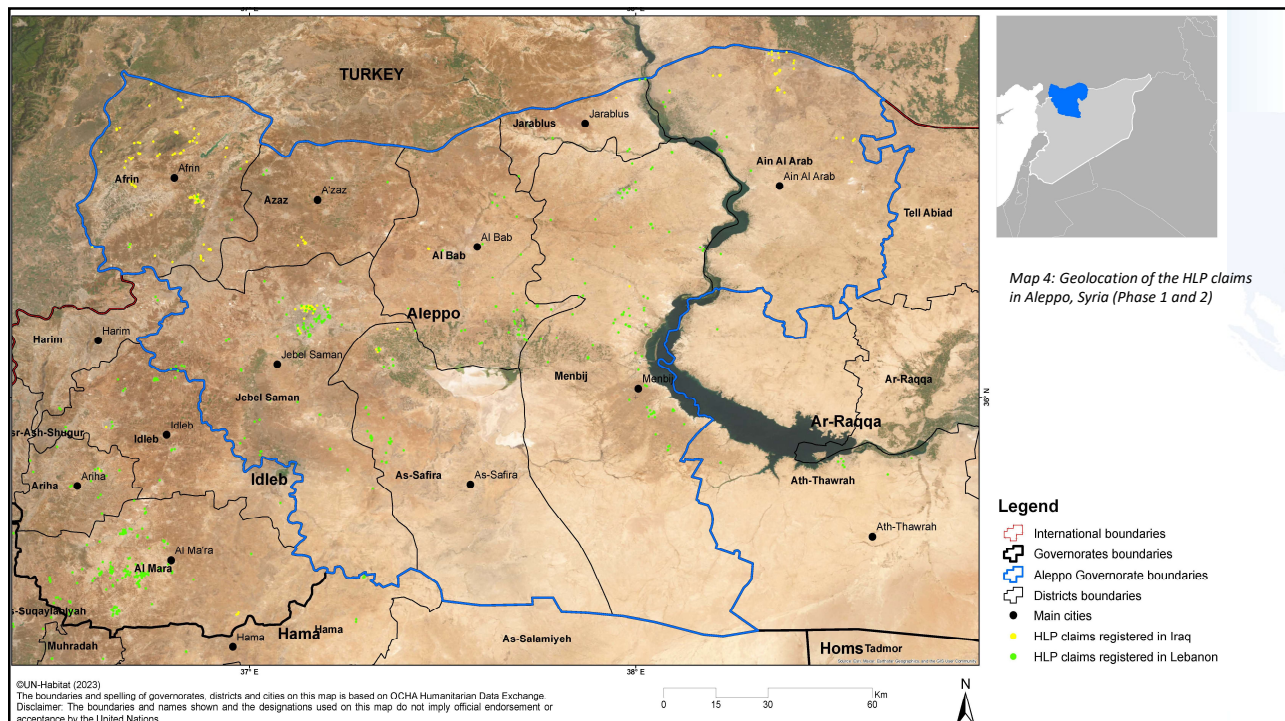 37° E
38° E
TURKEY
Jarablus
Jarablus
Afrin
Afrin
Azaz
A'zaz
Ain Al Arab
Ain Al Arab
Tell Abiad
Al Bab
Al Bab
Aleppo
Harim
Harim
Jebel Saman
Jebel Saman
Menbij
Menbij
Ar-Raqqa
36° N
Ar-Raqqa
sr-Ash-Shugur
Idleb
Idleb
Ariha
Ariha
Idleb
As-Safira
As-Safira
Ath-Thawrah
Ath-Thawrah
Al Ma'ra
Al Mara
s-Suqaylabiyah
Muhradah
Hama
Hama
Hama
As-Salamiyeh
Homs
Tadmor
37° E
38° E
Map 4: Geolocation of the HLP claims
in Aleppo, Syria (Phase 1 and 2)
Legend
International boundaries
Governorates boundaries
Aleppo Governorate boundaries
Districts boundaries
Main cities
HLP claims registered in Iraq
HLP claims registered in Lebanon
©UN-Habitat (2023)
The boundaries and spelling of governorates, districts and cities on this map is based on OCHA Humanitarian Data Exchange.
Disclaimer: The boundaries and names shown and the designations used on this map do not imply official endorsement or
acceptance by the United Nations.
0 15 30 60
Km
N